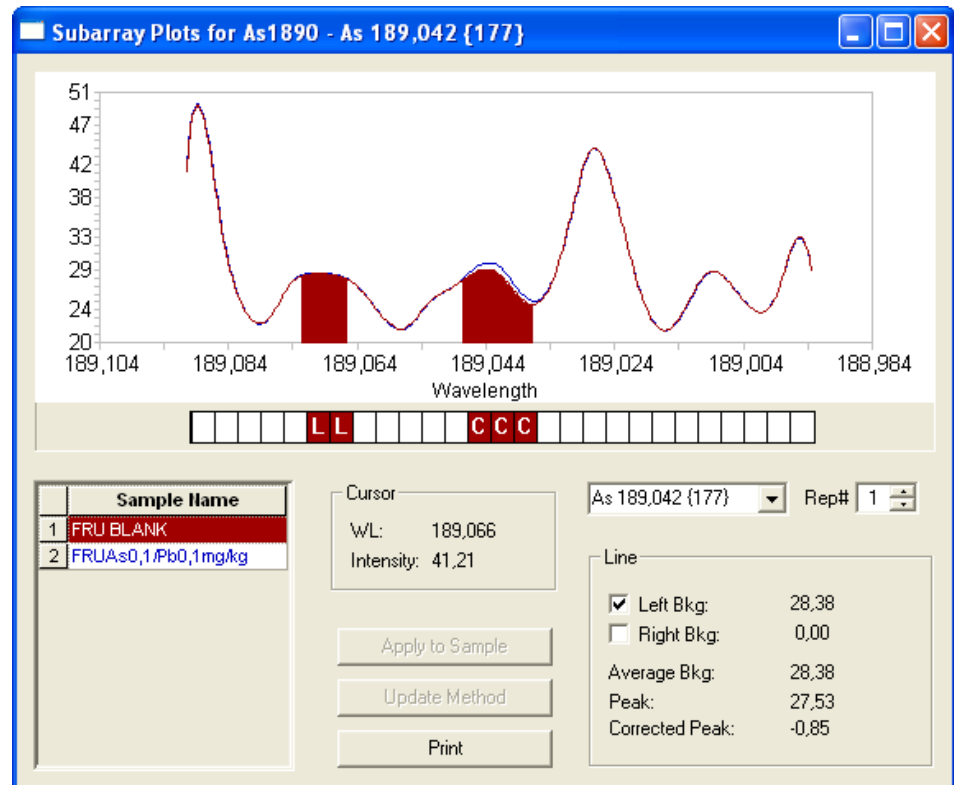 Subarray Plots for As1890 - As 189,042 {177}
51
47
42
38
33
29
24
20
189,104 189,084 189,064 189,044 189,024 189,004 188,984
Wavelength
L L C C C
Sample Name
1 FRU BLANK
2 FRUAs0,1/Pb0,1mg/kg
Cursor
WL: 189,066
Intensity: 41,21
Apply to Sample
Update Method
Print
As 189,042 {177} Rep# 1
Line
Left Bkg: 28,38
Right Bkg: 0,00
Average Bkg: 28,38
Peak: 27,53
Corrected Peak: -0,85